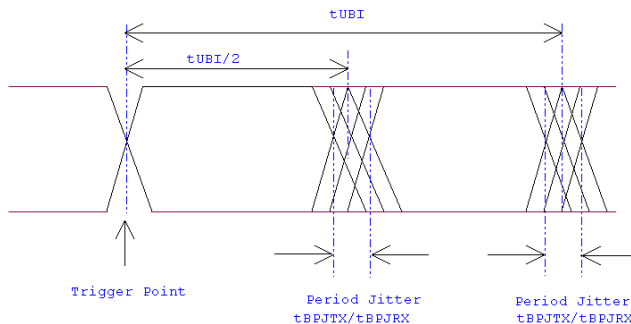 tUBI
tUBI/2
Trigger Point
Period Jitter
tBPJTX/tBPJRX
Period Jitter
tBPJTX/tBPJRX